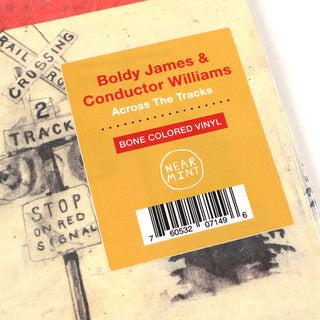 RAIL
CROSSING
RO
2
TRACKS
STOP
ON RED
SIGNAL
Boldy James &
Conductor Williams
Across The Tracks
BONE COLORED VINYL
NEAR
MINT
7 60532 07149 6